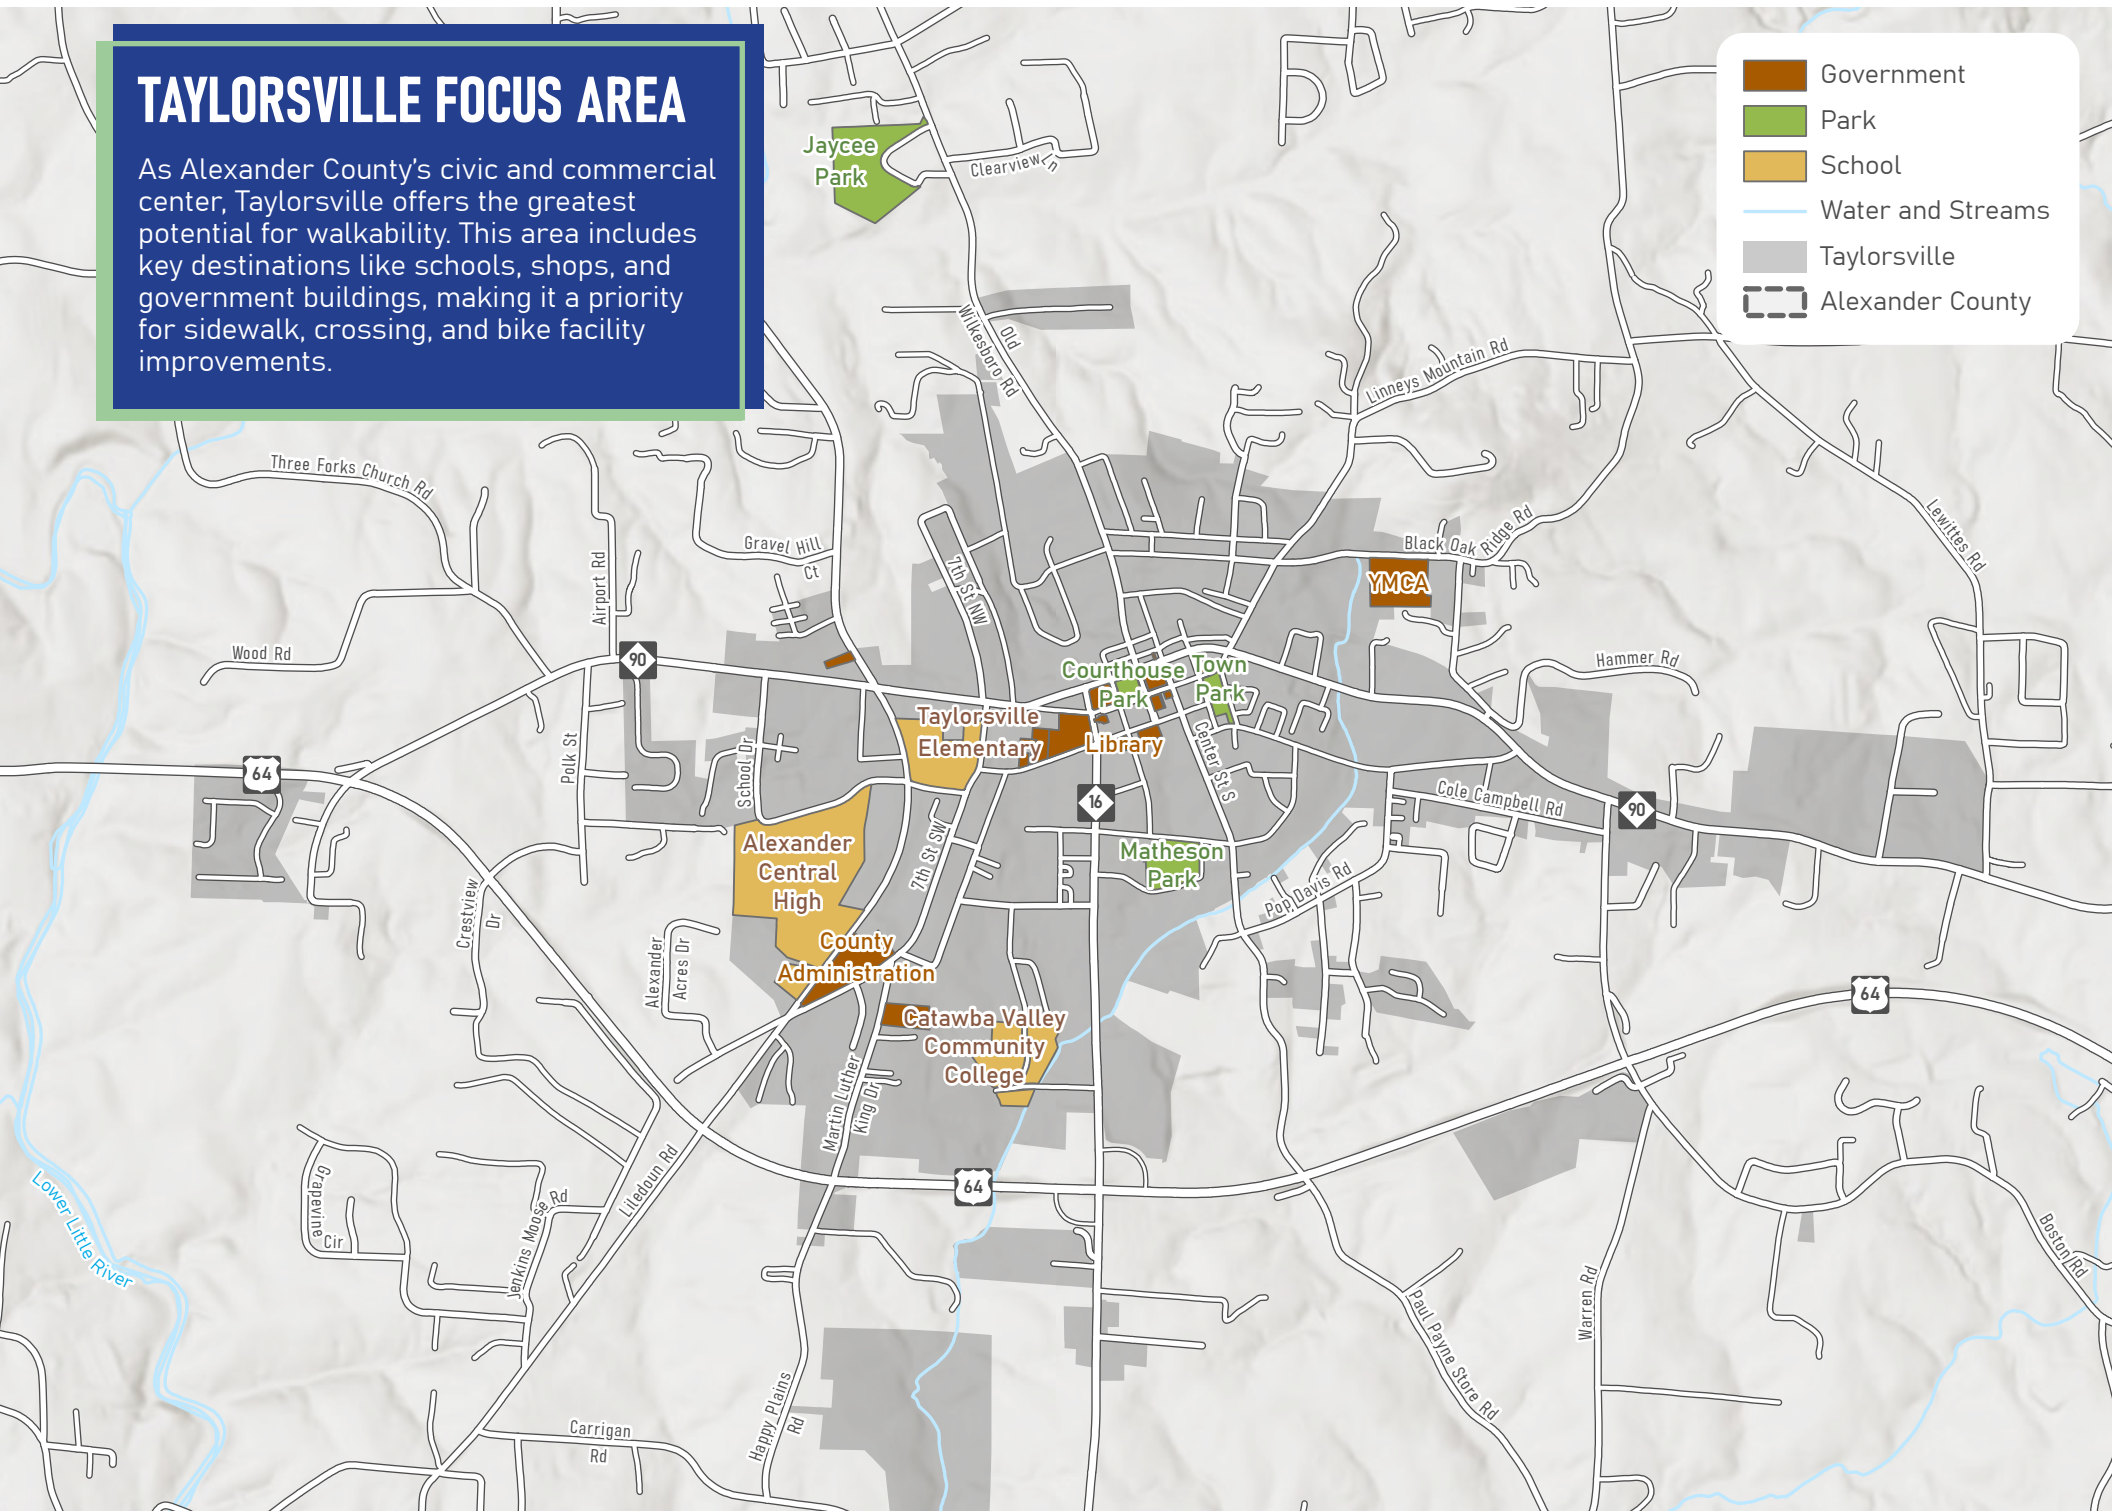 TAYLORSVILLE FOCUS AREA
As Alexander County’s civic and commercial
center, Taylorsville offers the greatest
potential for walkability. This area includes
key destinations like schools, shops, and
government buildings, making it a priority
for sidewalk, crossing, and bike facility
improvements.
Government
Park
School
Water and Streams
Taylorsville
Alexander County
Jaycee
Park
Clearview Ln
Old
Wilkesboro Rd
Linneys Mountain Rd
Three Forks Church Rd
Gravel Hill
Ct
Airport Rd
7th St NW
Black Oak Ridge Rd
Lewittes Rd
YMCA
Wood Rd
90
Hammer Rd
Courthouse
Park
Town
Park
Taylorsville
Elementary
Library
Center St S
Polk St
School Dr
64
16
Cole Campbell Rd
90
Alexander
Central
High
7th St SW
Matheson
Park
Pop Davis Rd
Crestview
Dr
Alexander
Acres Dr
County
Administration
64
Catawba Valley
Community
College
Martin Luther
King Dr
Liledoun Rd
64
Lower Little River
Grapevine
Cir
Jenkins Moose Rd
Boston Rd
Warren Rd
Paul Payne Store Rd
Happy Plains
Rd
Carrigan
Rd